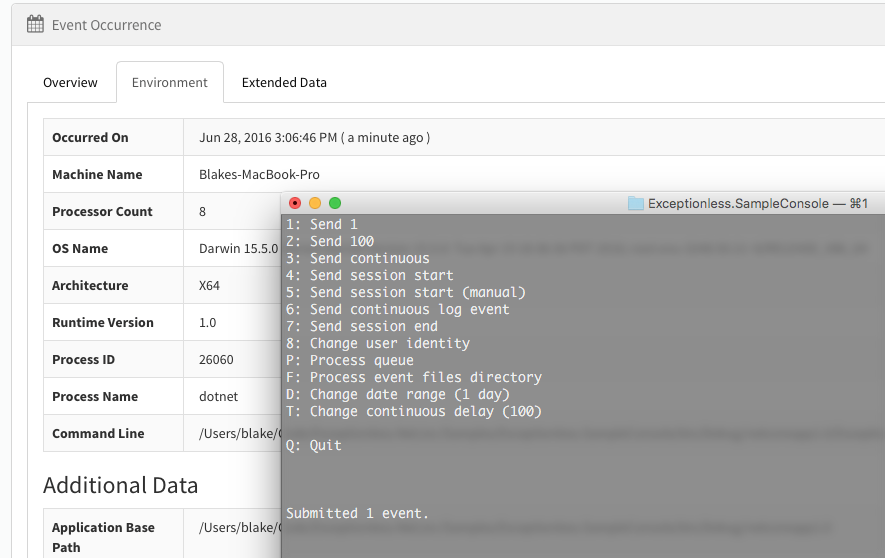 Event Occurrence
Overview Environment Extended Data
Occurred On Jun 28, 2016 3:06:46 PM ( a minute ago )
Machine Name Blakes-MacBook-Pro
Processor Count 8
OS Name Darwin 15.5.0
Architecture X64
Runtime Version 1.0
Process ID 26060
Process Name dotnet
Command Line /Users/blake/
Additional Data
Application Base Path /Users/blake/
Exceptionless.SampleConsole — ⌘1
1: Send 1
2: Send 100
3: Send continuous
4: Send session start
5: Send session start (manual)
6: Send continuous log event
7: Send session end
8: Change user identity
P: Process queue
F: Process event files directory
D: Change date range (1 day)
T: Change continuous delay (100)
Q: Quit
Submitted 1 event.